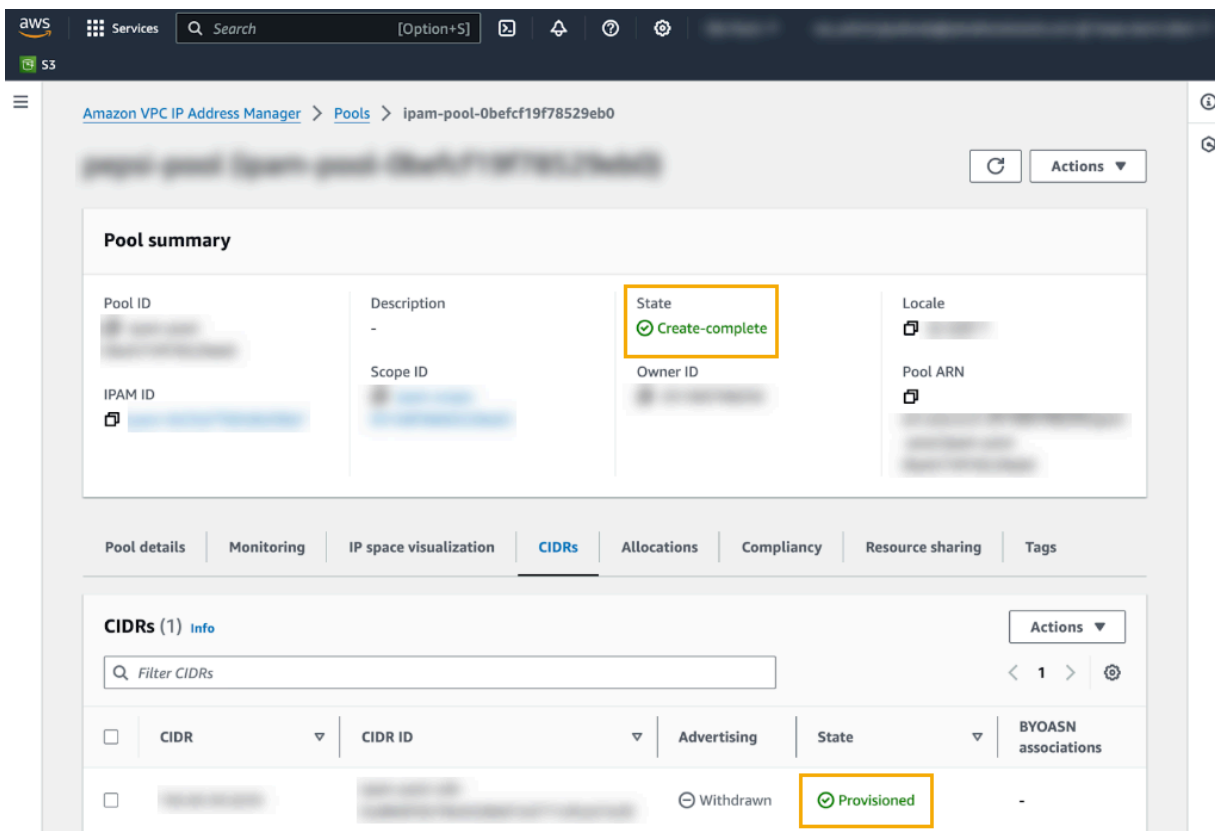 aws
Services
Search
[Option+S]
S3
Amazon VPC IP Address Manager > Pools > ipam-pool-0befcf19f78529eb0
Actions
Pool summary
Pool ID
Description
-
State
Create-complete
Locale
IPAM ID
Scope ID
Owner ID
Pool ARN
Pool details
Monitoring
IP space visualization
CIDRs
Allocations
Compliancy
Resource sharing
Tags
CIDRs (1) Info
Actions
Filter CIDRs
1
CIDR
CIDR ID
Advertising
State
BYOASN
associations
Withdrawn
Provisioned
-